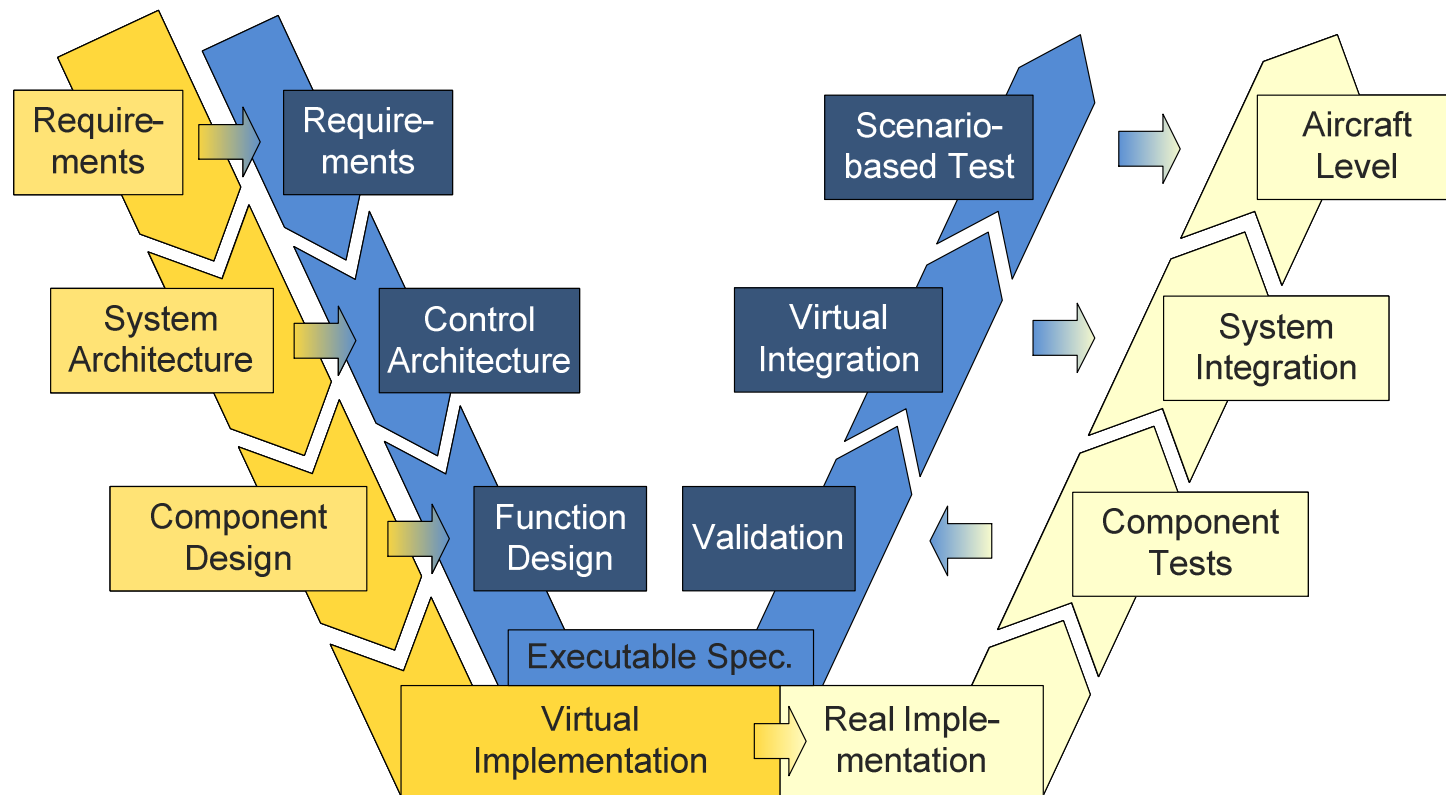 Require-
ments
Require-
ments
Scenario-
based Test
Aircraft
Level
System
Architecture
Control
Architecture
Virtual
Integration
System
Integration
Component
Design
Function
Design
Validation
Component
Tests
Executable Spec.
Virtual
Implementation
Real Imple-
mentation